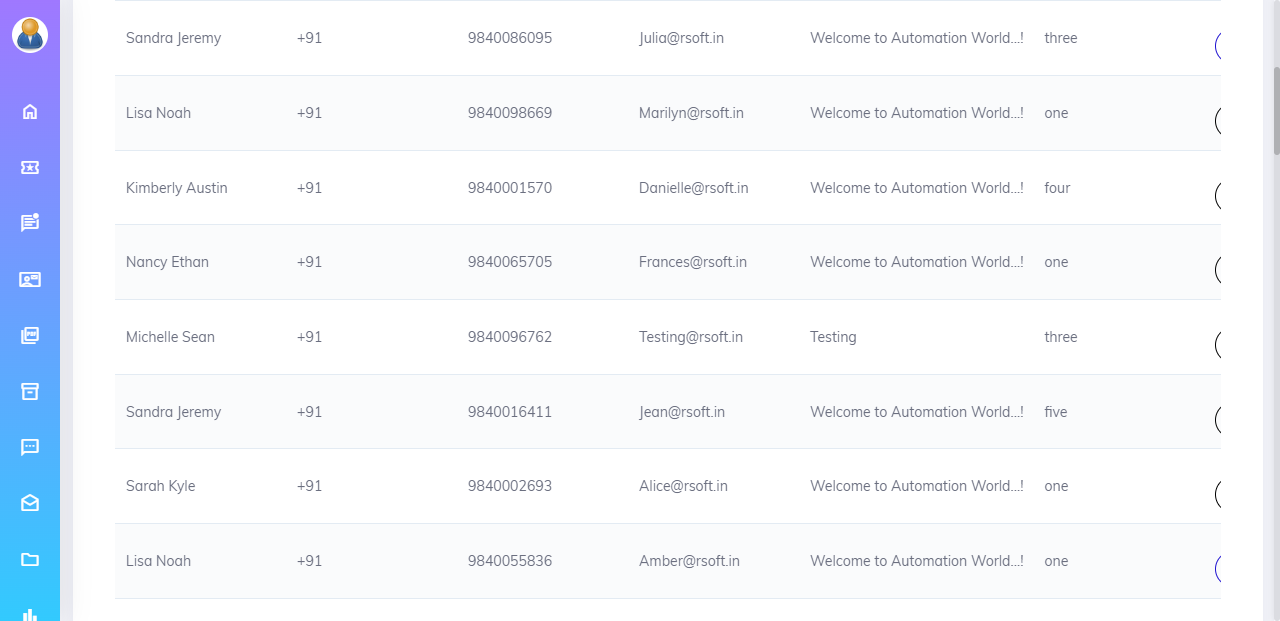 Sandra Jeremy +91 9840086095 Julia@rsoft.in Welcome to Automation World...! three
Lisa Noah +91 9840098669 Marilyn@rsoft.in Welcome to Automation World...! one
Kimberly Austin +91 9840001570 Danielle@rsoft.in Welcome to Automation World...! four
Nancy Ethan +91 9840065705 Frances@rsoft.in Welcome to Automation World...! one
Michelle Sean +91 9840096762 Testing@rsoft.in Testing three
Sandra Jeremy +91 9840016411 Jean@rsoft.in Welcome to Automation World...! five
Sarah Kyle +91 9840002693 Alice@rsoft.in Welcome to Automation World...! one
Lisa Noah +91 9840055836 Amber@rsoft.in Welcome to Automation World...! one